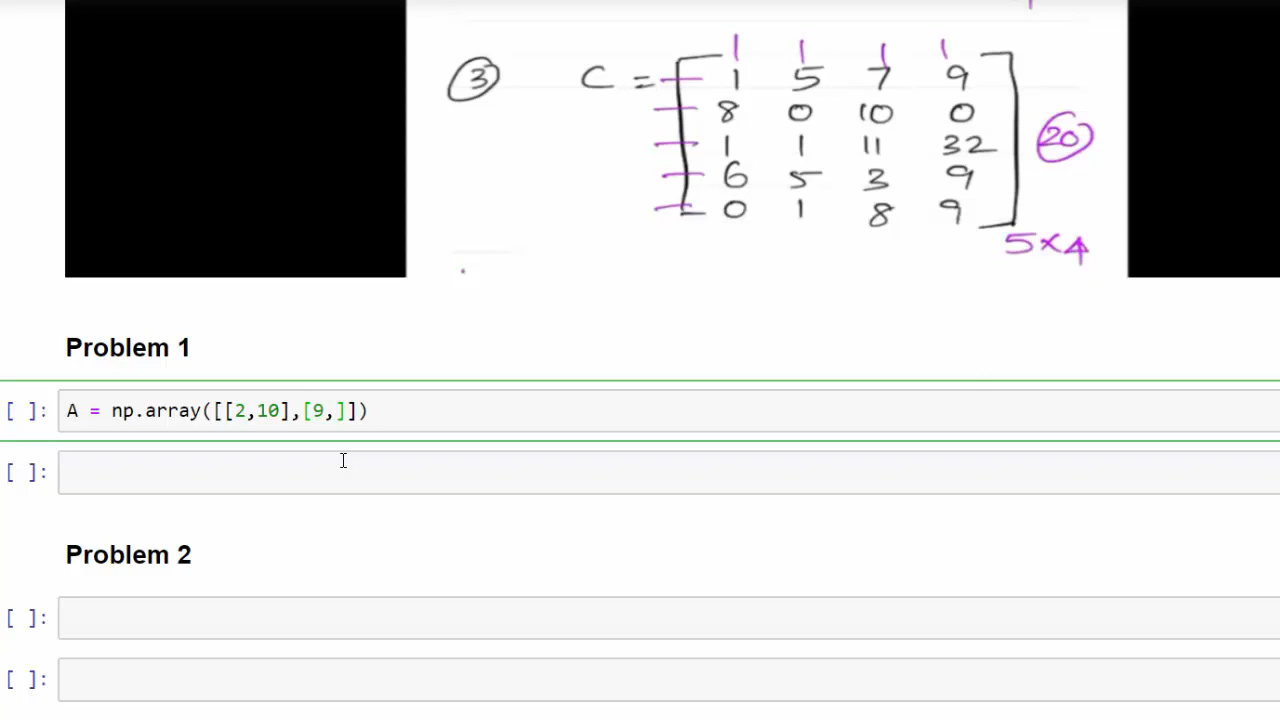 3 C = 1 5 7 9
8 0 10 0
1 1 11 32 20
6 5 3 9
0 1 8 9
5×4
Problem 1
[ ]: A = np.array([[2,10],[9,]])
[ ]:
Problem 2
[ ]:
[ ]: